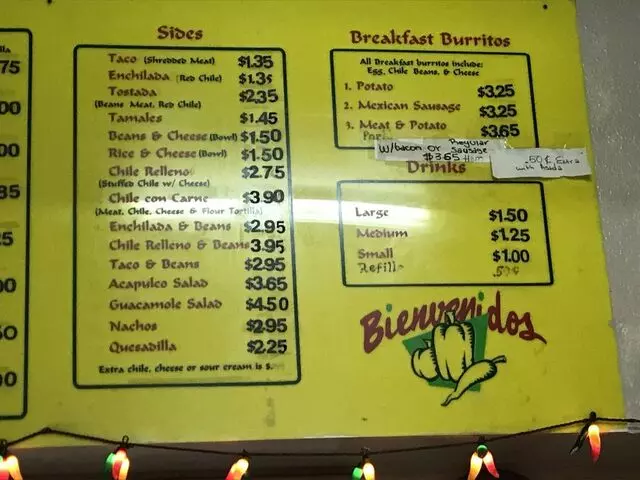 lla
75
00
00
85
5
00
50
00
Sides
Taco (Shredded Meat) $1.35
Enchilada (Red Chile) $1.35
Tostada $2.35
(Beans Meat, Red Chile)
Tamales $1.45
Beans & Cheese (Bowl) $1.50
Rice & Cheese (Bowl) $1.50
Chile Relleno $2.75
(Stuffed Chile w/ Cheese)
Chile con Carne $3.90
(Meat, Chile, Cheese & Flour Tortilla)
Enchilada & Beans $2.95
Chile Relleno & Beans 3.95
Taco & Beans $2.95
Acapulco Salad $3.65
Guacamole Salad $4.50
Nachos $2.95
Quesadilla $2.25
Extra chile, cheese or sour cream is $.
Breakfast Burritos
All Breakfast burritos include:
Egg, Chile Beans, & Cheese
1. Potato $3.25
2. Mexican Sausage $3.25
3. Meat & Potato $3.65
w/bacon or Regular
Sausage
$3.65
.50¢ Extra
with Asada
Drinks
Large $1.50
Medium $1.25
Small $1.00
Refills .50¢
Bienvenidos